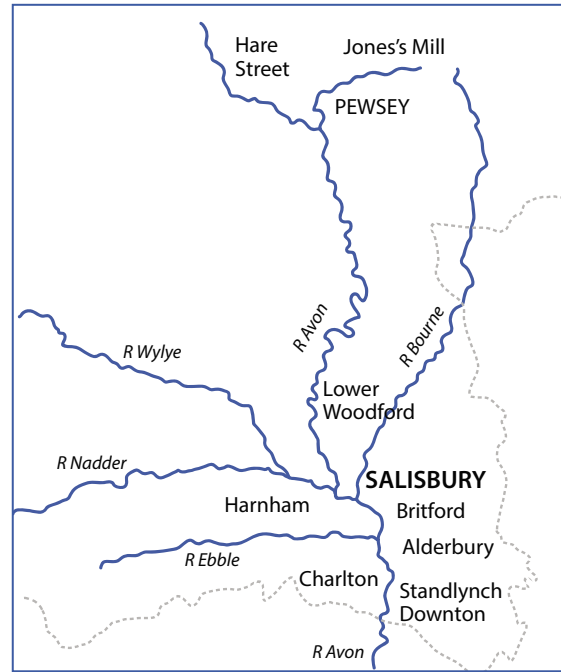 Hare
Street
Jones's Mill
PEWSEY
R Avon
R Bourne
R Wylye
Lower
Woodford
R Nadder
SALISBURY
Harnham
Britford
Alderbury
R Ebble
Charlton
Standlynch
Downton
R Avon